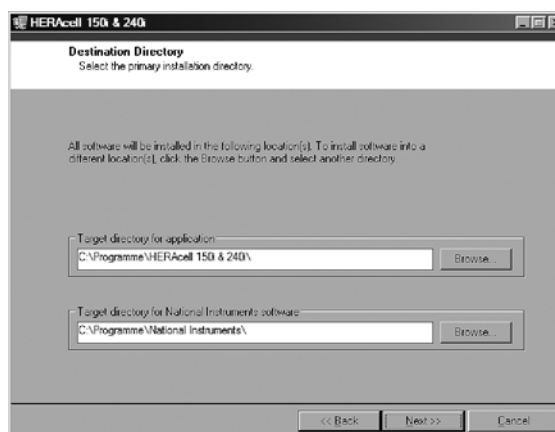 HERAcell 150i & 240i
Destination Directory
Select the primary installation directory.
All software will be installed in the following location(s). To install software into a
different location(s), click the Browse button and select another directory.
Target directory for application
C:\Programme\HERAcell 150i & 240i\
Browse...
Target directory for National Instruments software
C:\Programme\National Instruments\
Browse...
<< Back
Next >>
Cancel